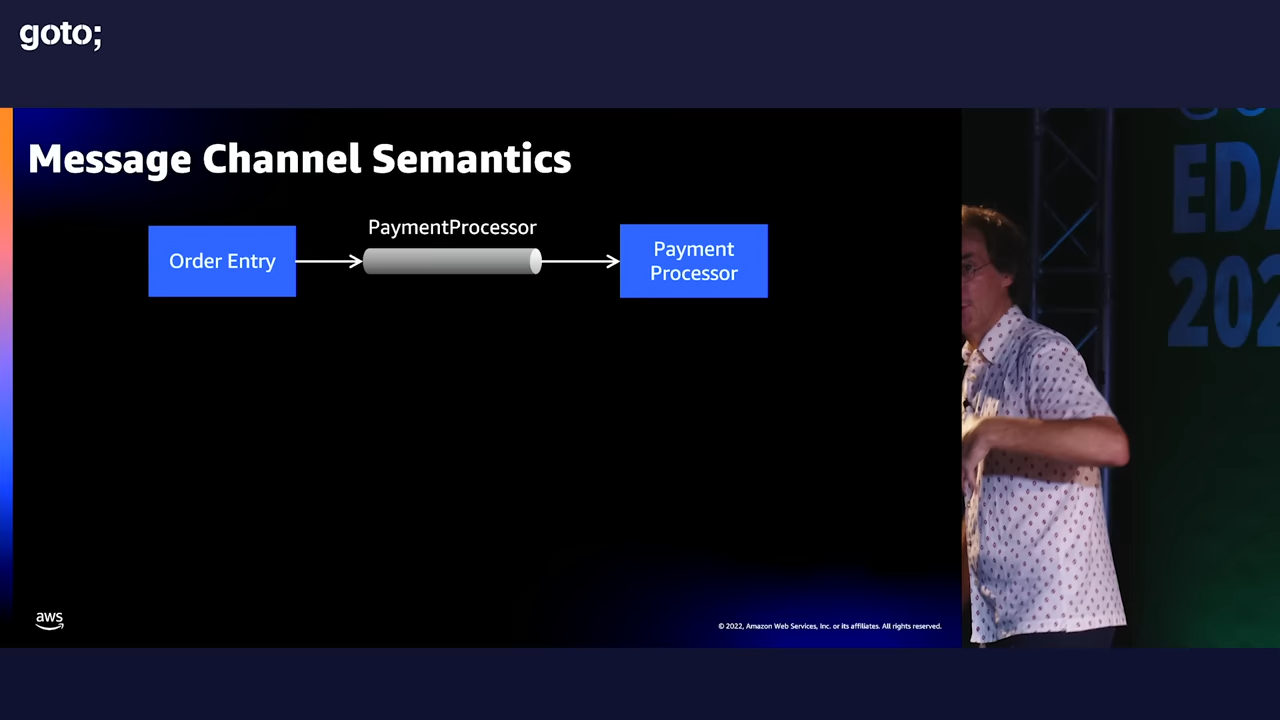 goto;
Message Channel Semantics
PaymentProcessor
Order Entry
Payment
Processor
aws
© 2022, Amazon Web Services, Inc. or its affiliates. All rights reserved.
202